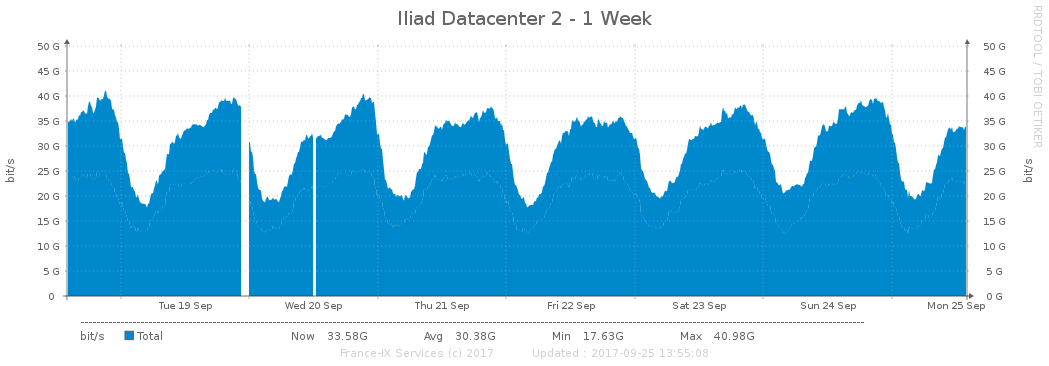 Iliad Datacenter 2 - 1 Week
RRDTOOL / TOBI OETIKER
50 G 50 G
45 G 45 G
40 G 40 G
35 G 35 G
30 G 30 G
25 G 25 G
20 G 20 G
15 G 15 G
10 G 10 G
5 G 5 G
0 0 G
bit/s bit/s
Tue 19 Sep Wed 20 Sep Thu 21 Sep Fri 22 Sep Sat 23 Sep Sun 24 Sep Mon 25 Sep
bit/s Total Now 33.58G Avg 30.38G Min 17.63G Max 40.98G
France-IX Services (c) 2017 Updated : 2017-09-25 13:55:08